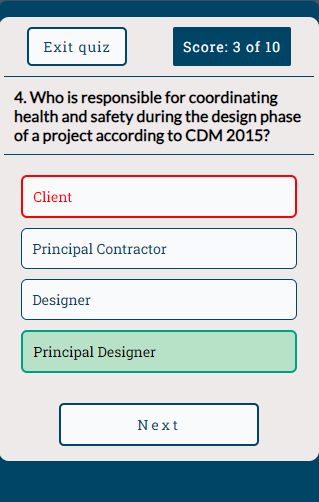 Exit quiz
Score: 3 of 10
4. Who is responsible for coordinating
health and safety during the design phase
of a project according to CDM 2015?
Client
Principal Contractor
Designer
Principal Designer
Next